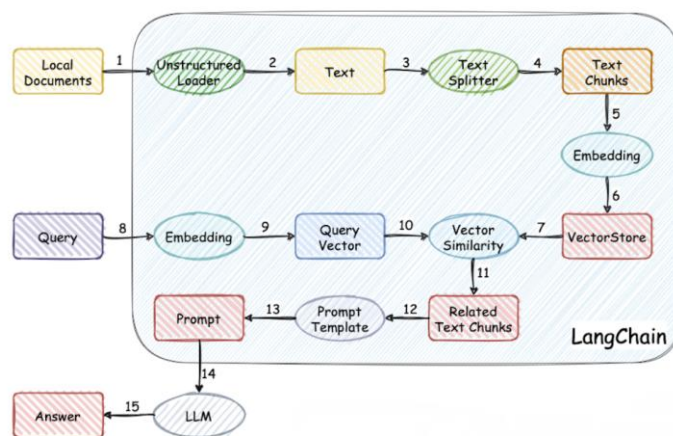 Local
Documents
1
Unstructured
Loader
2
Text
3
Text
Splitter
4
Text
Chunks
5
Embedding
6
Query
8
Embedding
9
Query
Vector
10
Vector
Similarity
7
VectorStore
11
Prompt
13
Prompt
Template
12
Related
Text Chunks
LangChain
14
Answer
15
LLM